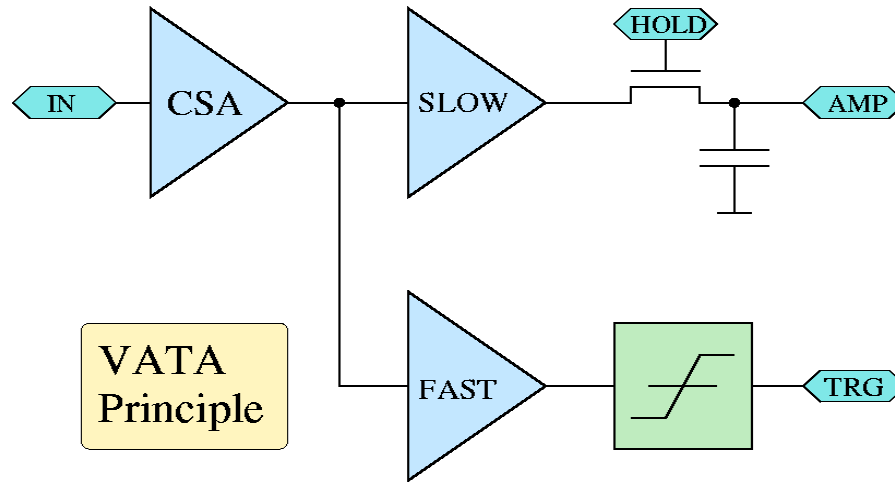 HOLD
IN
CSA
SLOW
AMP
VATA
Principle
FAST
TRG